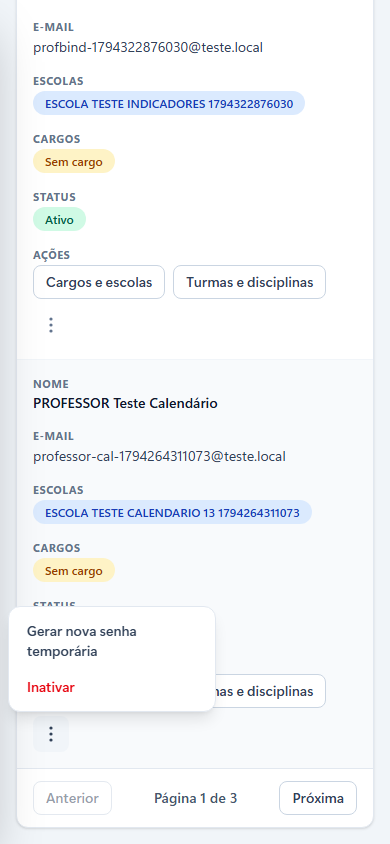 E-MAIL
profbind-1794322876030@teste.local
ESCOLAS
ESCOLA TESTE INDICADORES 1794322876030
CARGOS
Sem cargo
STATUS
Ativo
AÇÕES
Cargos e escolas
Turmas e disciplinas
NOME
PROFESSOR Teste Calendário
E-MAIL
professor-cal-1794264311073@teste.local
ESCOLAS
ESCOLA TESTE CALENDARIO 13 1794264311073
CARGOS
Sem cargo
STATUS
Gerar nova senha
temporária
Inativar
nas e disciplinas
Anterior
Página 1 de 3
Próxima